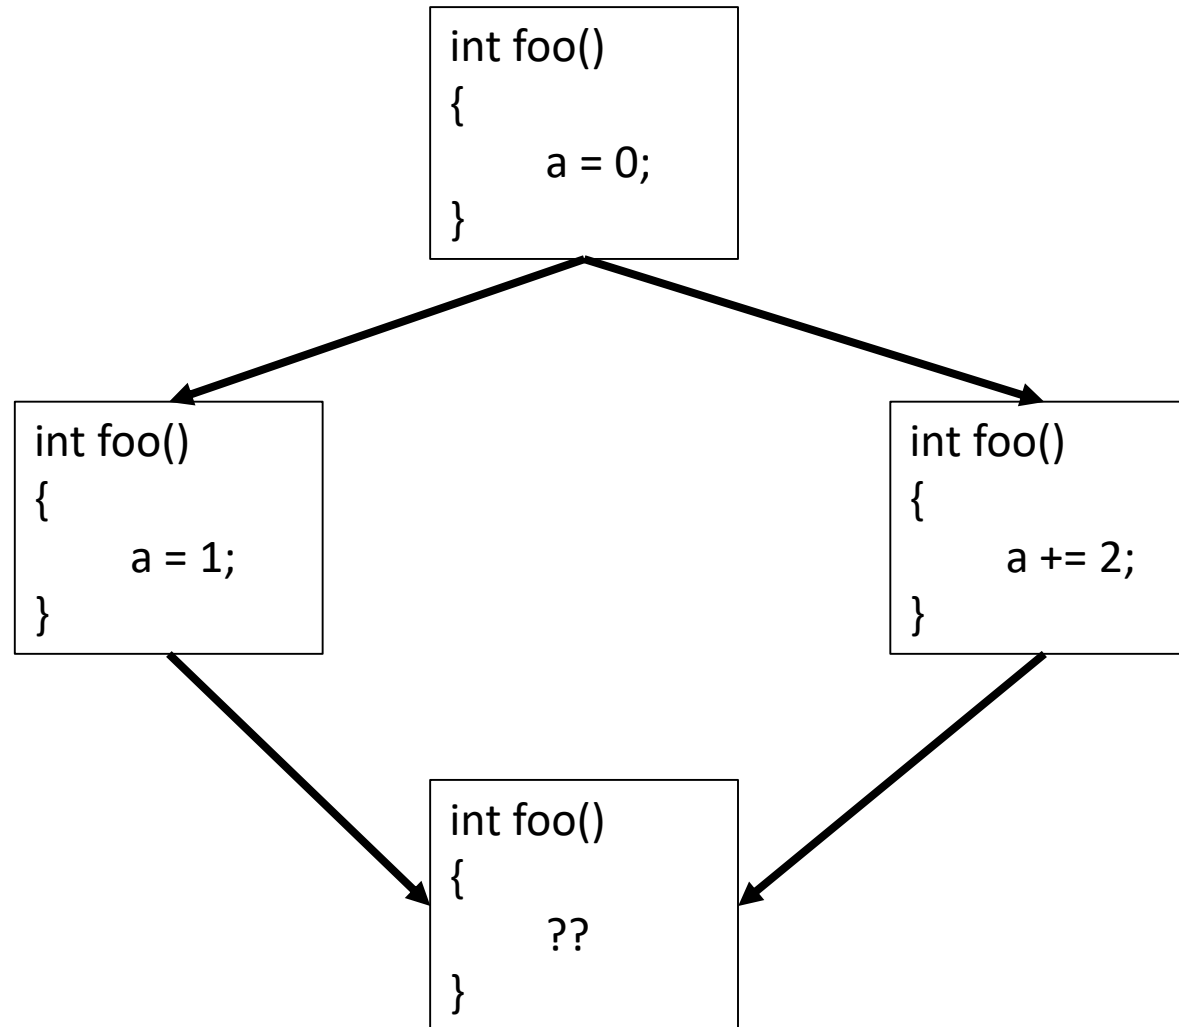 int foo()
{
a = 0;
}
int foo()
{
a = 1;
}
int foo()
{
a += 2;
}
int foo()
{
??
}